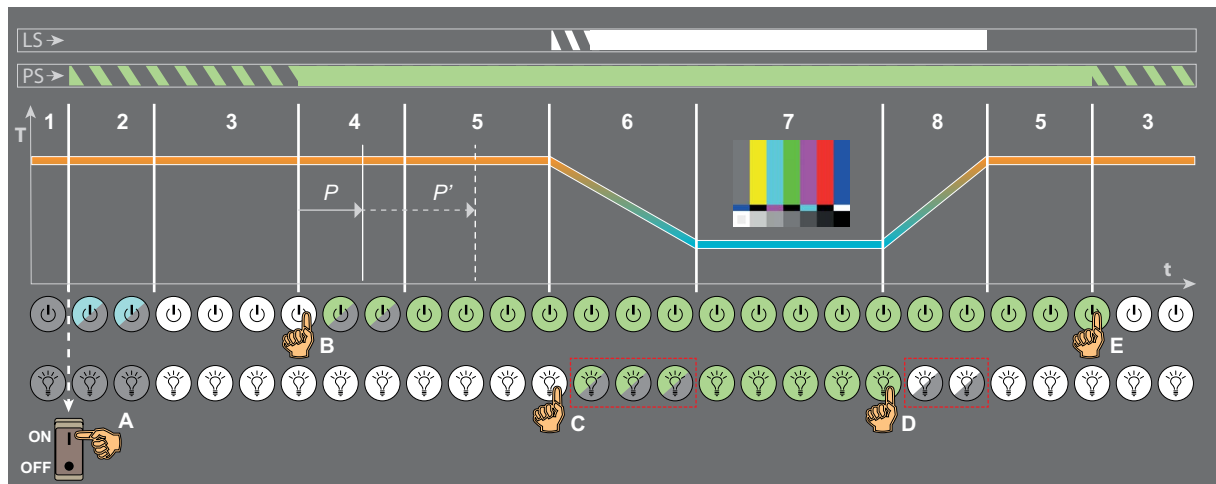 LS
PS
T 1 2 3 4 5 6 7 8 5 3
P P’
t
B E
A C D
ON I
OFF